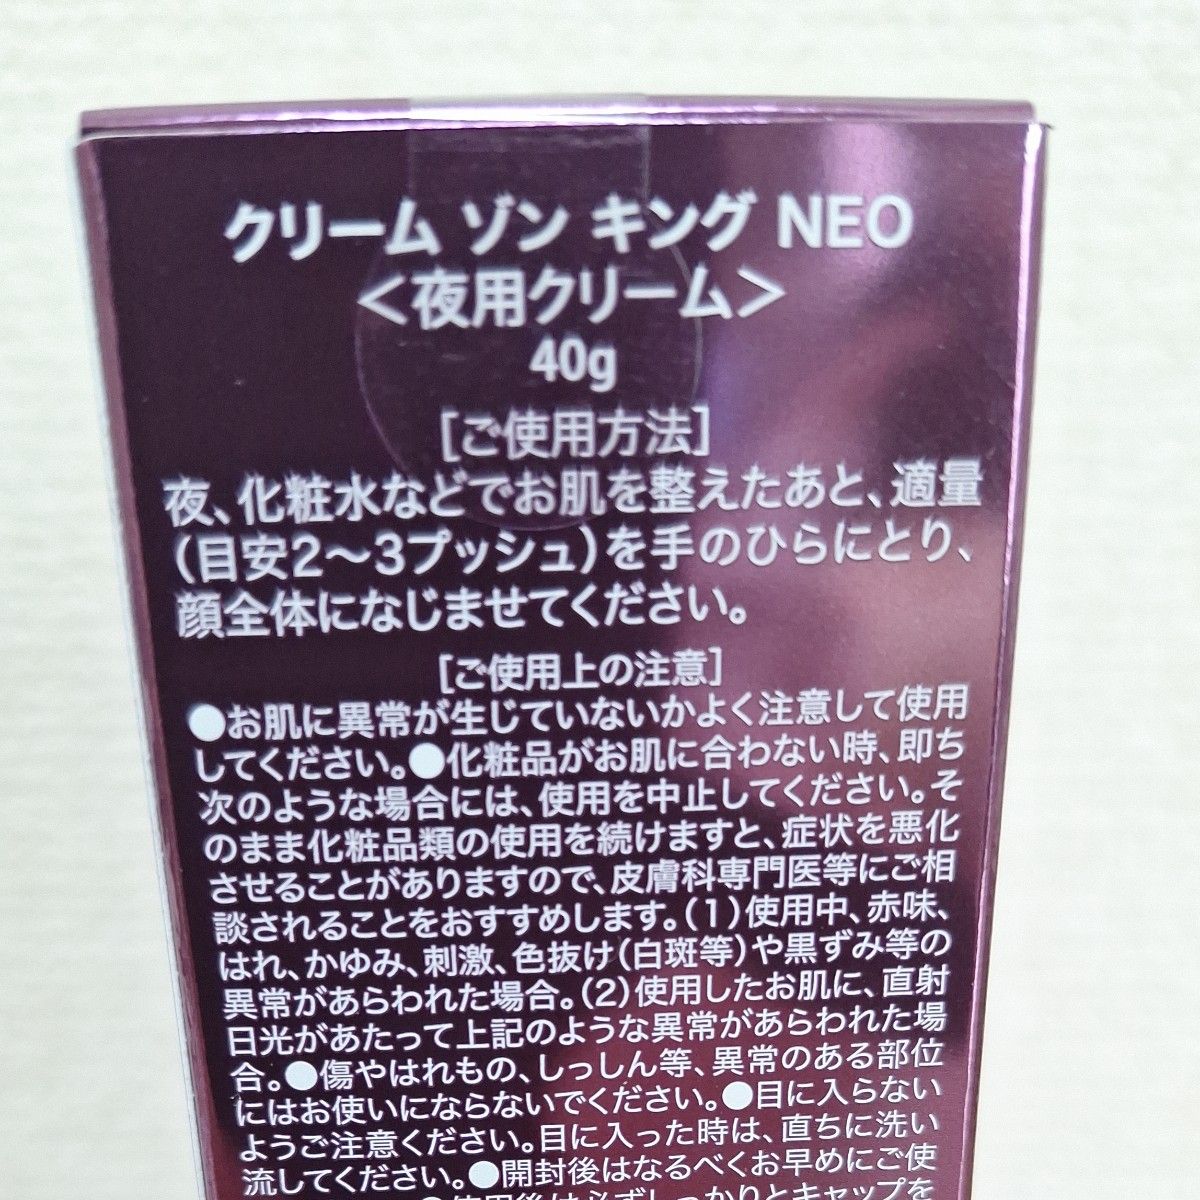 クリーム ゾン キング NEO
＜夜用クリーム＞
40g
［ご使用方法］
夜、化粧水などでお肌を整えたあと、適量
（目安2〜3プッシュ）を手のひらにとり、
顔全体になじませてください。
［ご使用上の注意］
●お肌に異常が生じていないかよく注意して使用
してください。●化粧品がお肌に合わない時、即ち
次のような場合には、使用を中止してください。そ
のまま化粧品類の使用を続けますと、症状を悪化
させることがありますので、皮膚科専門医等にご相
談されることをおすすめします。（1）使用中、赤味、
はれ、かゆみ、刺激、色抜け（白斑等）や黒ずみ等の
異常があらわれた場合。（2）使用したお肌に、直射
日光があたって上記のような異常があらわれた場
合。●傷やはれもの、しっしん等、異常のある部位
にはお使いにならないでください。●目に入らない
ようご注意ください。目に入った時は、直ちに洗い
流してください。●開封後はなるべくお早めにご使
●使用後は必ずしっかりとキャップを